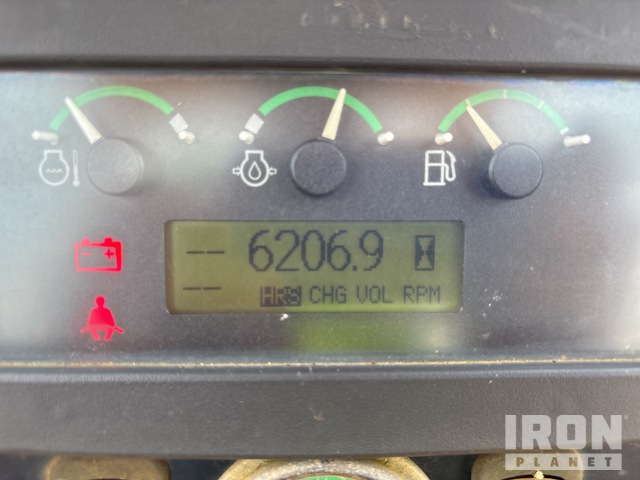 -- 6206.9
-- HRS CHG VOL RPM
IRON
PLANET